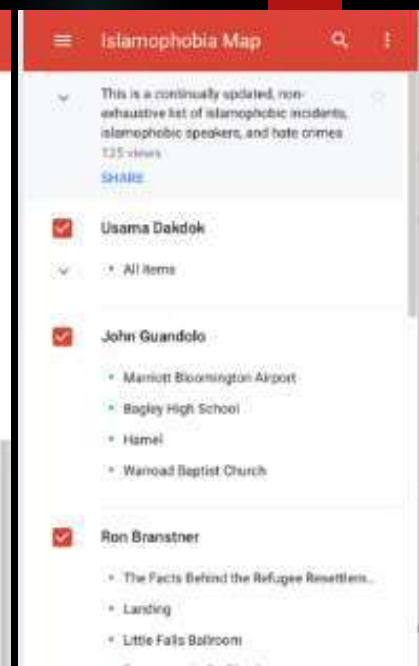 Islamophobia Map
This is a continually updated, non-
exhaustive list of islamophobic incidents,
islamophobic speakers, and hate crimes
125 views
SHARE
Usama Dakdok
All items
John Guandolo
Marriott Bloomington Airport
Bagley High School
Hamel
Warroad Baptist Church
Ron Branstner
The Facts Behind the Refugee Resettlem...
Landing
Little Falls Ballroom